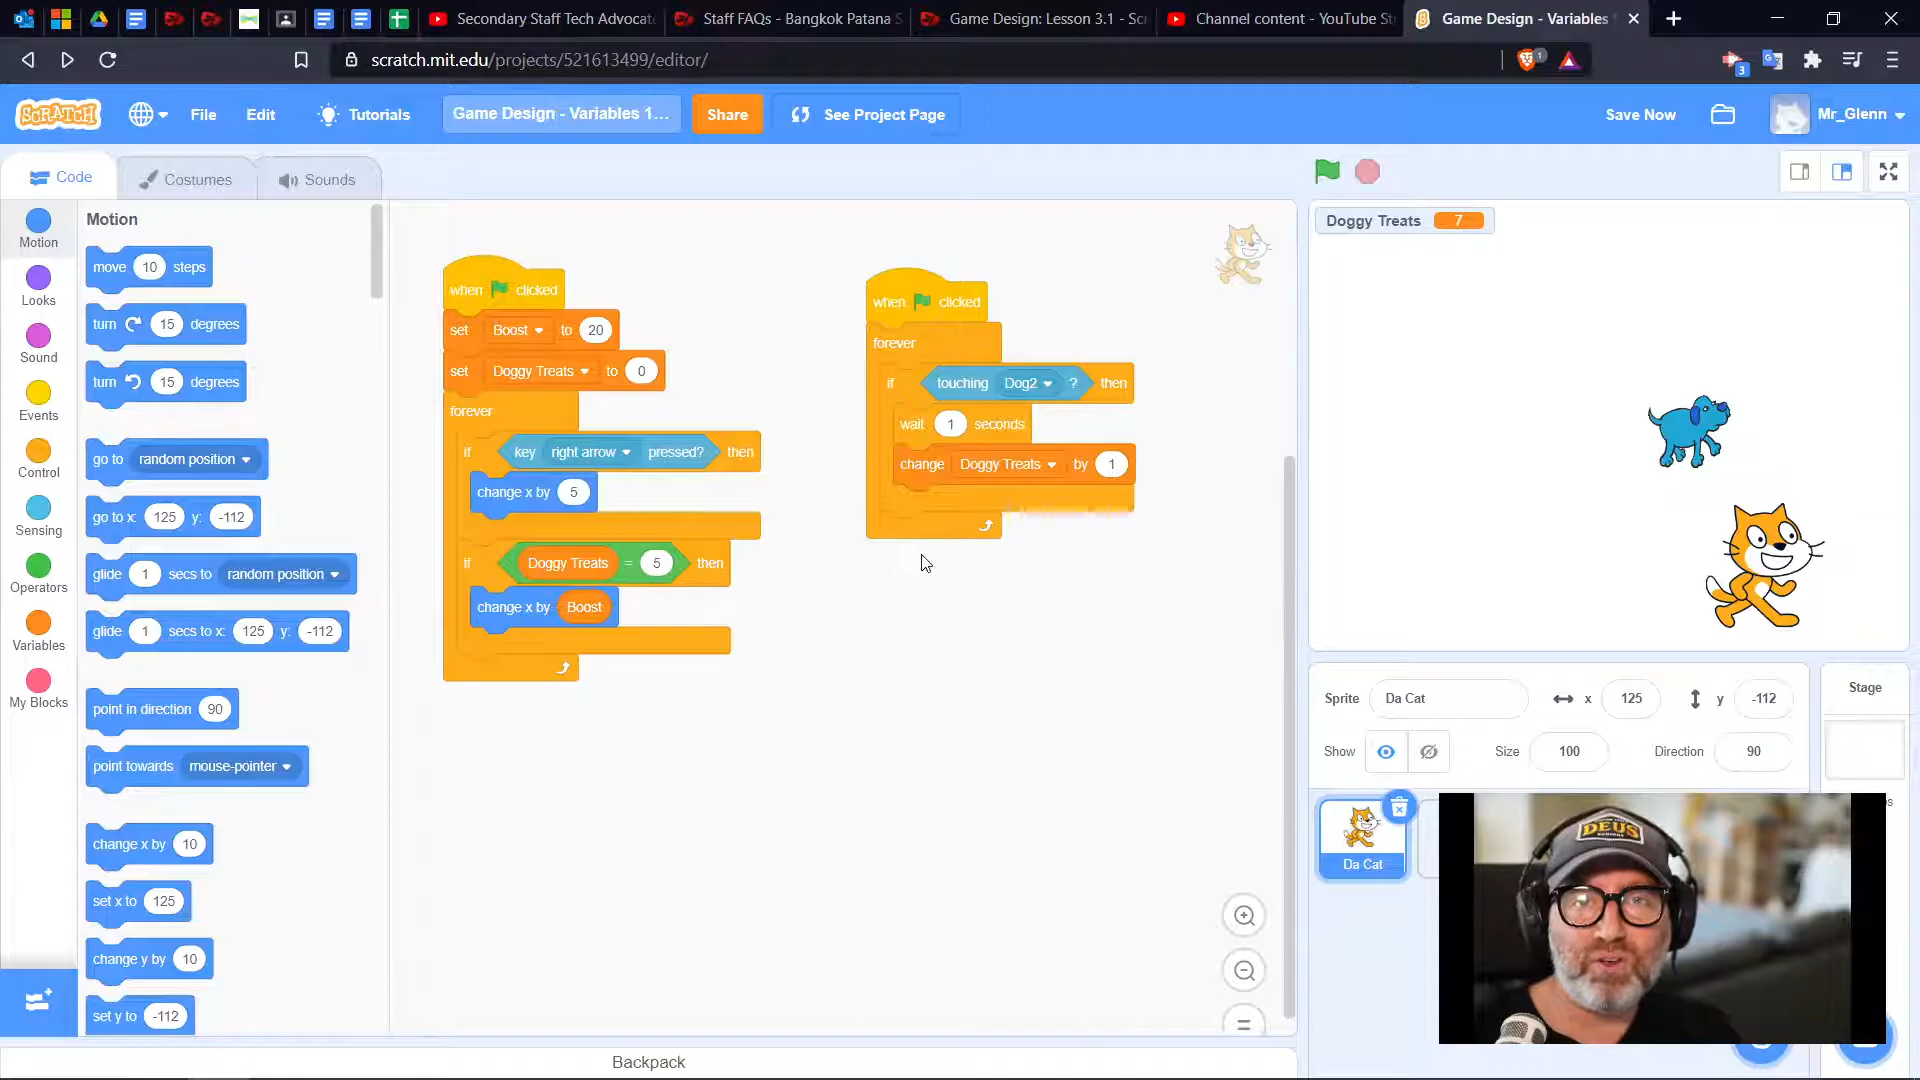 Secondary Staff Tech Advocat
Staff FAQs - Bangkok Patana S
Game Design: Lesson 3.1 - Scr
Channel content - YouTube St
Game Design - Variables
scratch.mit.edu/projects/521613499/editor/
1
3
SCRATCH
File
Edit
Tutorials
Game Design - Variables 1...
Share
See Project Page
Save Now
Mr_Glenn
Code
Costumes
Sounds
Motion
Looks
Sound
Events
Control
Sensing
Operators
Variables
My Blocks
Motion
move 10 steps
turn 15 degrees
turn 15 degrees
go to random position
go to x: 125 y: -112
glide 1 secs to random position
glide 1 secs to x: 125 y: -112
point in direction 90
point towards mouse-pointer
change x by 10
set x to 125
change y by 10
set y to -112
when clicked
set Boost to 20
set Doggy Treats to 0
forever
if key right arrow pressed? then
change x by 5
if Doggy Treats = 5 then
change x by Boost
when clicked
forever
if touching Dog2 ? then
wait 1 seconds
change Doggy Treats by 1
Doggy Treats 7
Sprite Da Cat x 125 y -112
Show Size 100 Direction 90
Da Cat
Stage
DEUS
Backpack